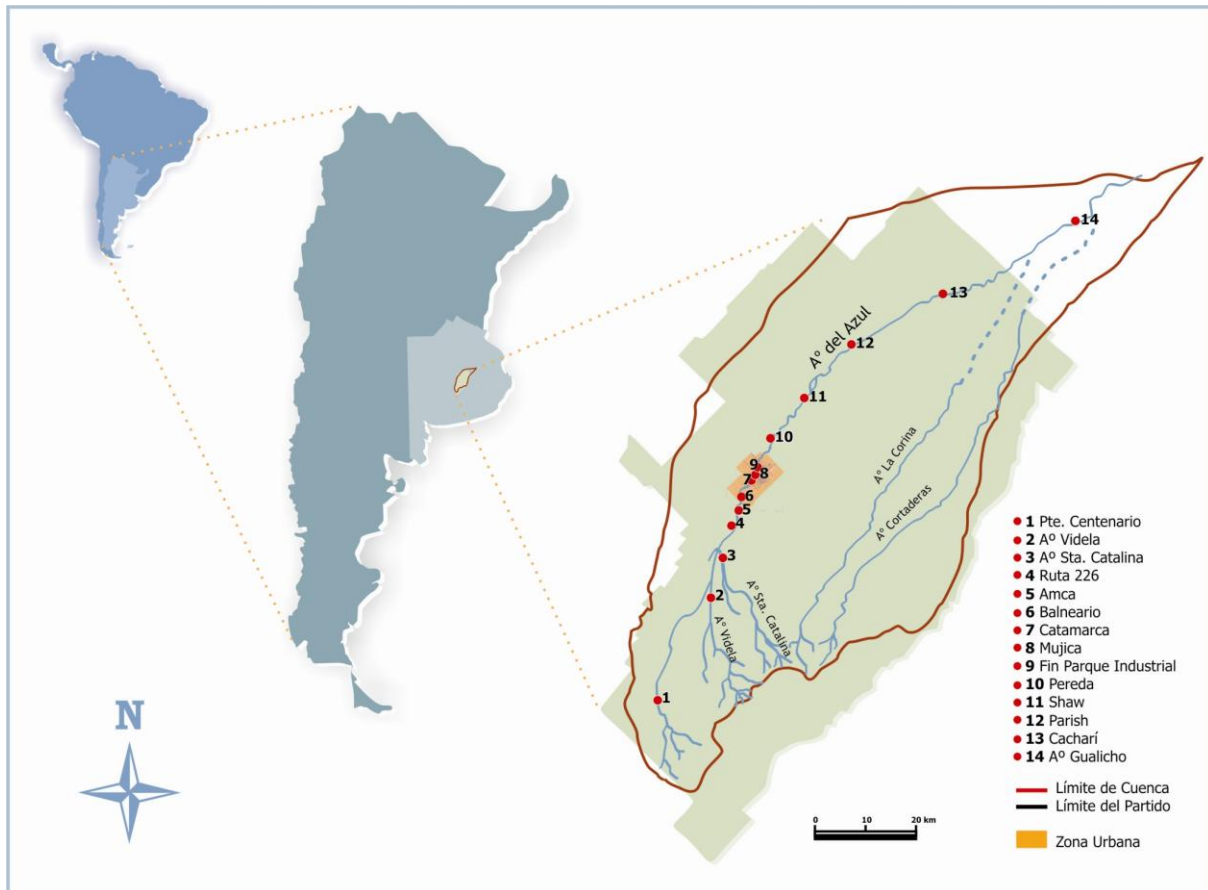 N
14
13
12
11
10
9
8
7
6
5
4
3
2
1
Aº del Azul
Aº La Corina
Aº Cortaderas
Aº Sta. Catalina
Aº Videla
1 Pte. Centenario
2 Aº Videla
3 Aº Sta. Catalina
4 Ruta 226
5 Amca
6 Balneario
7 Catamarca
8 Mujica
9 Fin Parque Industrial
10 Pereda
11 Shaw
12 Parish
13 Cacharí
14 Aº Gualicho
Límite de Cuenca
Límite del Partido
Zona Urbana
0 10 20 km